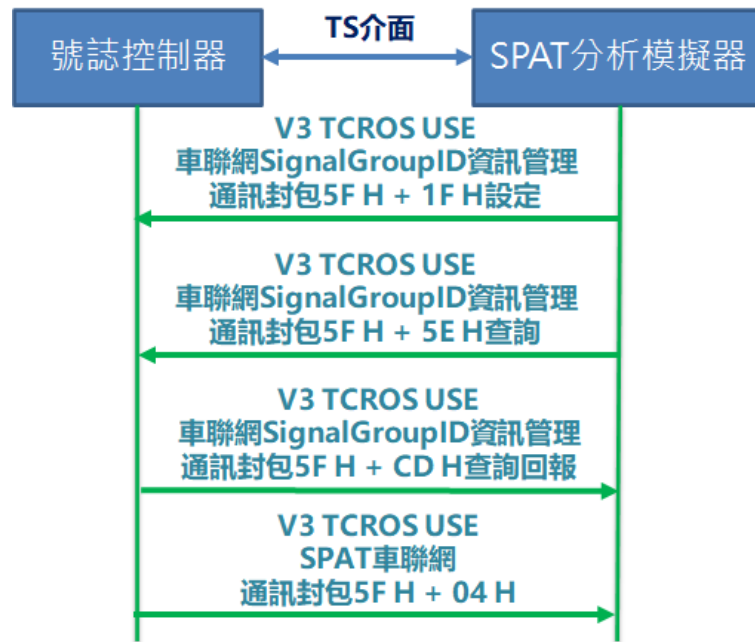 號誌控制器
TS介面
SPAT分析模擬器
V3 TCROS USE
車聯網SignalGroupID資訊管理
通訊封包5F H + 1F H設定
V3 TCROS USE
車聯網SignalGroupID資訊管理
通訊封包5F H + 5E H查詢
V3 TCROS USE
車聯網SignalGroupID資訊管理
通訊封包5F H + CD H查詢回報
V3 TCROS USE
SPAT車聯網
通訊封包5F H + 04 H